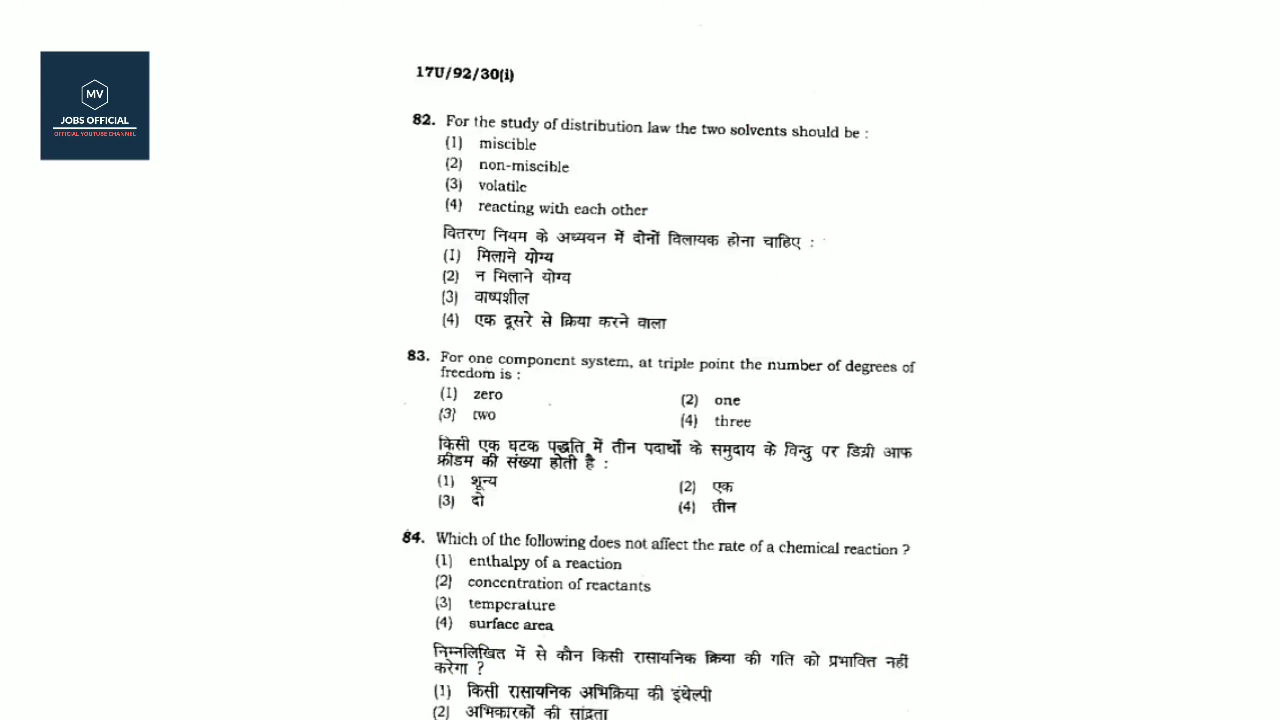 MV
JOBS OFFICIAL
OFFICIAL YOUTUBE CHANNEL
17U/92/30(i)
82. For the study of distribution law the two solvents should be :
(1) miscible
(2) non-miscible
(3) volatile
(4) reacting with each other
वितरण नियम के अध्ययन में दोनों विलायक होना चाहिए :
(1) मिलाने योग्य
(2) न मिलाने योग्य
(3) वाष्पशील
(4) एक दूसरे से क्रिया करने वाला
83. For one component system, at triple point the number of degrees of
freedom is :
(1) zero (2) one
(3) two (4) three
किसी एक घटक पद्धति में तीन पदार्थों के समुदाय के विन्दु पर डिग्री आफ
फ्रीडम की संख्या होती है :
(1) शून्य (2) एक
(3) दो (4) तीन
84. Which of the following does not affect the rate of a chemical reaction ?
(1) enthalpy of a reaction
(2) concentration of reactants
(3) temperature
(4) surface area
निम्नलिखित में से कौन किसी रासायनिक क्रिया की गति को प्रभावित नहीं
करेगा ?
(1) किसी रासायनिक अभिक्रिया की इंथेल्पी
(2) अभिकारकों की सांद्रता